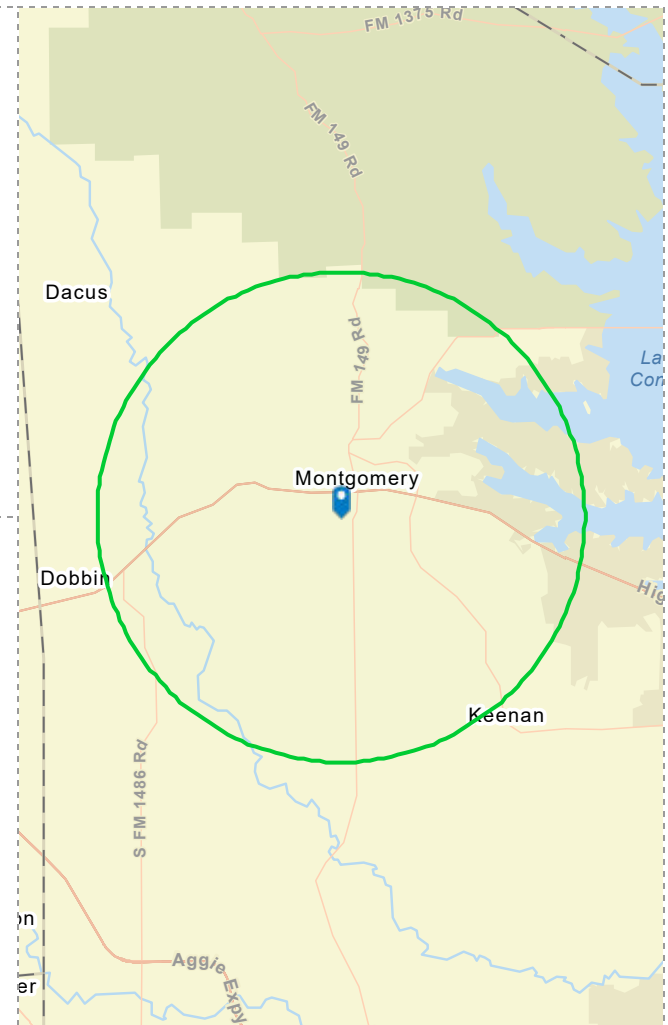 FM 1375 Rd
FM 149 Rd
Dacus
FM 149 Rd
La
Con
Montgomery
Dobbin
Hig
Keenan
S FM 1486 Rd
on
Aggie Expy
er